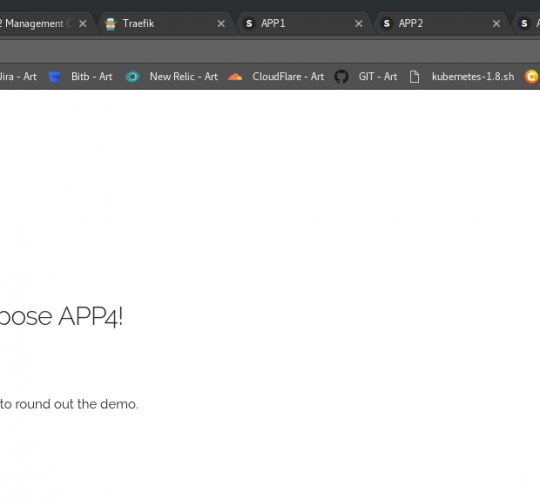 2 Management Traefik APP1 APP2
Jira - Art Bitb - Art New Relic - Art CloudFlare - Art GIT - Art kubernetes-1.8.sh
pose APP4!
to round out the demo.